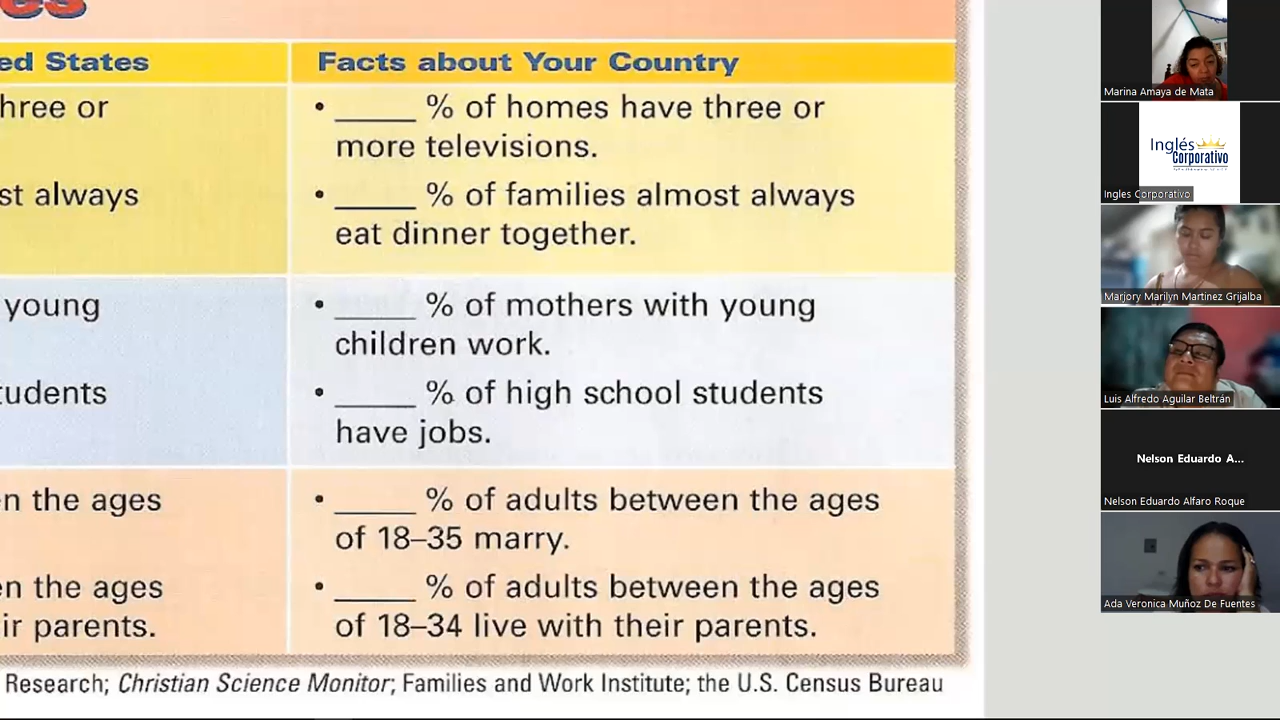 ed States
Facts about Your Country
hree or
• _____ % of homes have three or
more televisions.
st always
• _____ % of families almost always
eat dinner together.
young
• _____ % of mothers with young
children work.
tudents
• _____ % of high school students
have jobs.
en the ages
• _____ % of adults between the ages
of 18–35 marry.
en the ages
ir parents.
• _____ % of adults between the ages
of 18–34 live with their parents.
Research; Christian Science Monitor; Families and Work Institute; the U.S. Census Bureau
Marina Amaya de Mata
Inglés
Corporativo
Ingles Corporativo
Marjory Marilyn Martinez Grijalba
Luis Alfredo Aguilar Beltrán
Nelson Eduardo A...
Nelson Eduardo Alfaro Roque
Ada Veronica Muñoz De Fuentes